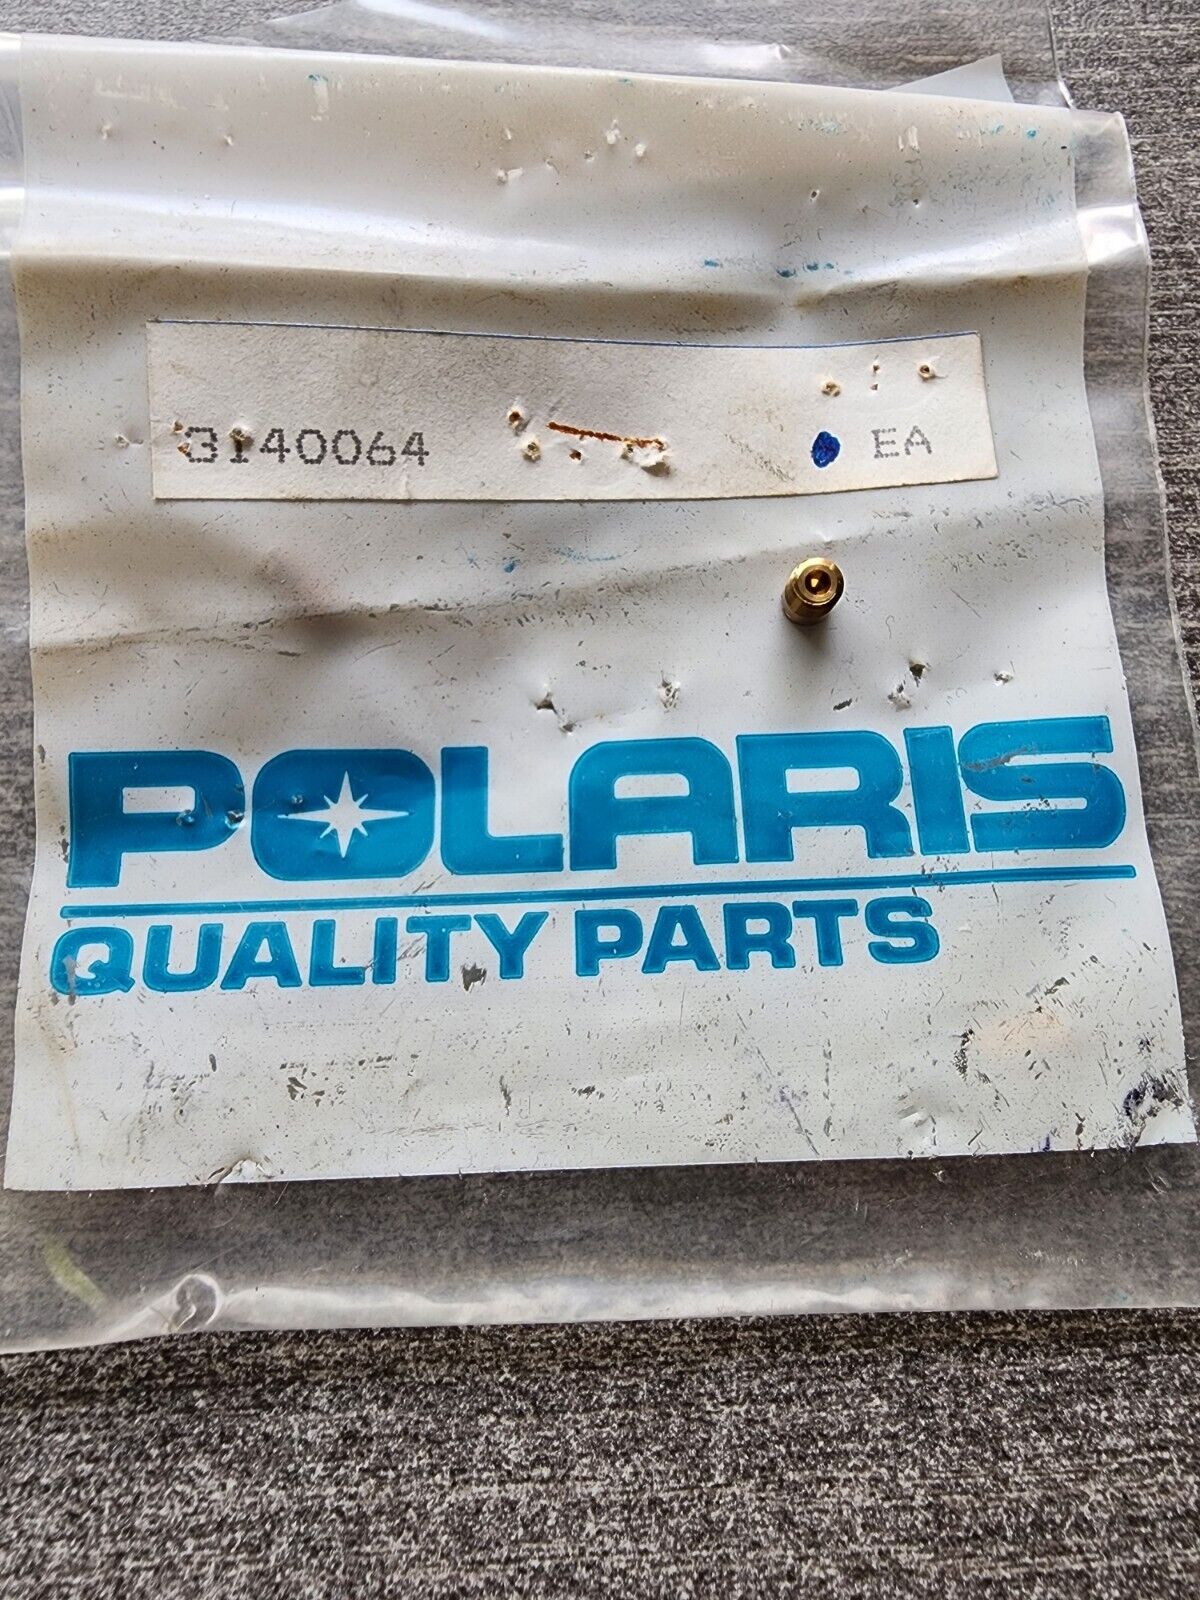 3140064 EA
POLARIS
QUALITY PARTS